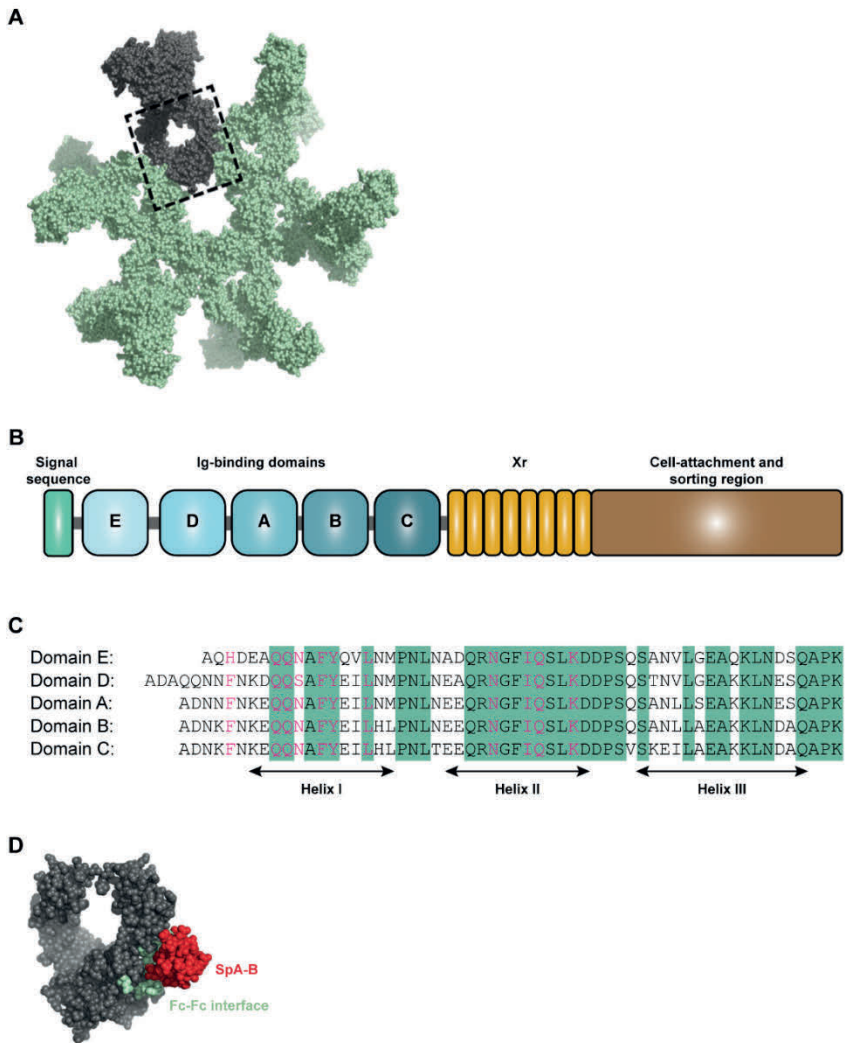 A
B
Signal sequence
Ig-binding domains
Xr
Cell-attachment and sorting region
E
D
A
B
C
C
Domain E: AQHDEAQQNAFYQVLNMPNLNADQRNGFIQSLKDDPSQSANVLGEAQKLNDSQAPK
Domain D: ADAQQNNFNKDQQSAFYEILNMPNLNEEQRNGFIQSLKDDPSQSTNVLGEAKKLNESQAPK
Domain A: ADNNFNKEQQNAFYEILNMPNLNEEQRNGFIQSLKDDPSQSANLLSEAKKLNESQAPK
Domain B: ADNKFNKEQQNAFYEILHLPNLNEEQRNGFIQSLKDDPSQSANLLAEAKKLNDAQAPK
Domain C: ADNKFNKEQQNAFYEILHLPNLTEEQRNGFIQSLKDDPSVSKEILAEAKKLNDAQAPK
Helix I
Helix II
Helix III
D
SpA-B
Fc-Fc interface